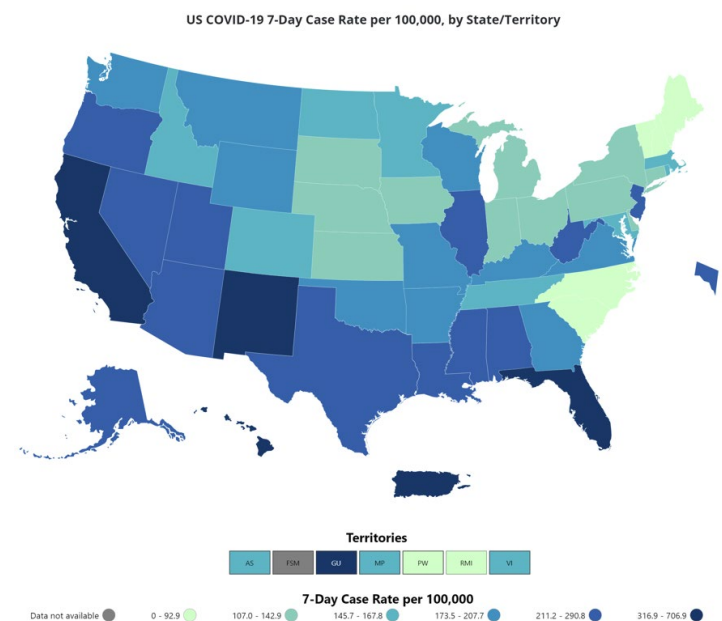 US COVID-19 7-Day Case Rate per 100,000, by State/Territory
Territories
AS FSM GU MP PW RMI VI
7-Day Case Rate per 100,000
Data not available 0 - 92.9 107.0 - 142.9 145.7 - 167.8 173.5 - 207.7 211.2 - 290.8 316.9 - 706.9